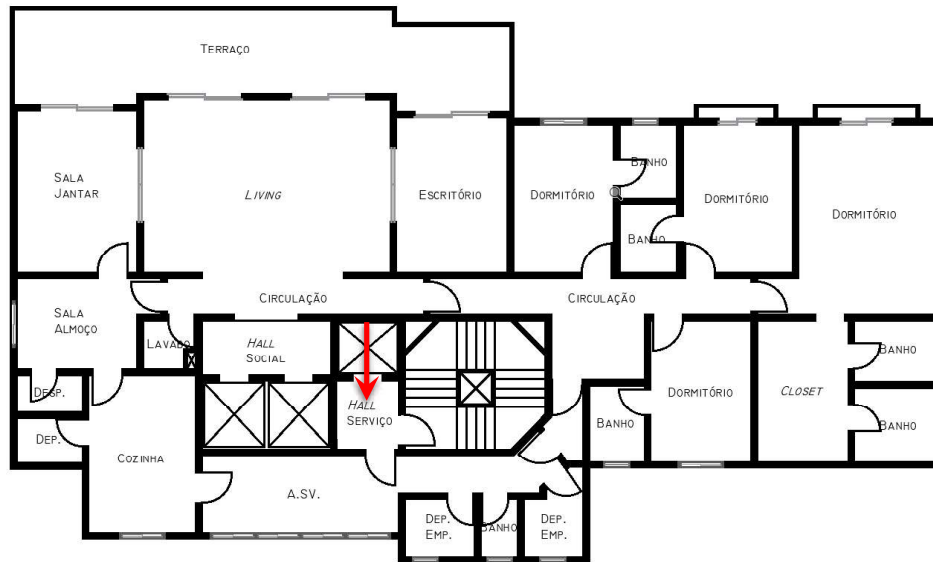 TERRAÇO
SALA
JANTAR
LIVING
ESCRITÓRIO
DORMITÓRIO
BANHO
BANHO
DORMITÓRIO
DORMITÓRIO
CIRCULAÇÃO
CIRCULAÇÃO
SALA
ALMOÇO
LAVABO
HALL
SOCIAL
HALL
SERVIÇO
DESP.
DEP.
COZINHA
A.SV.
DEP.
EMP.
BANHO
DEP.
EMP.
BANHO
DORMITÓRIO
CLOSET
BANHO
BANHO